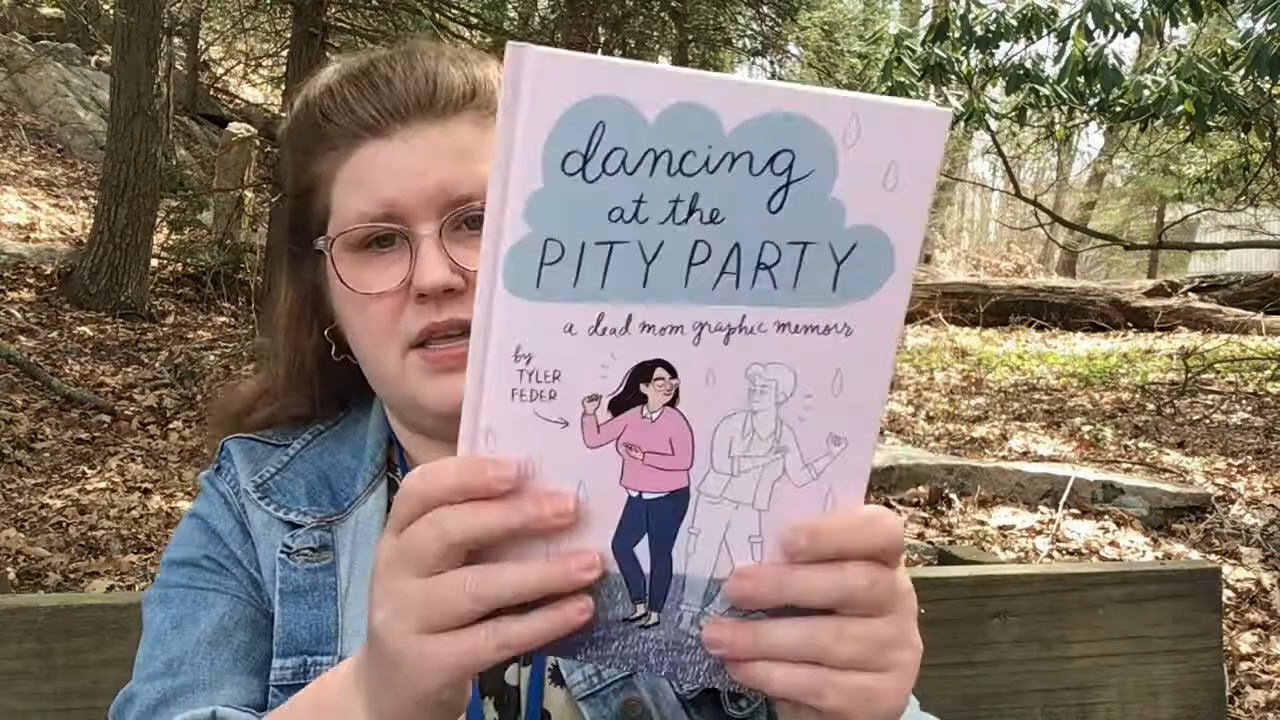 dancing
at the
PITY PARTY
a dead mom graphic memoir
by
TYLER
FEDER